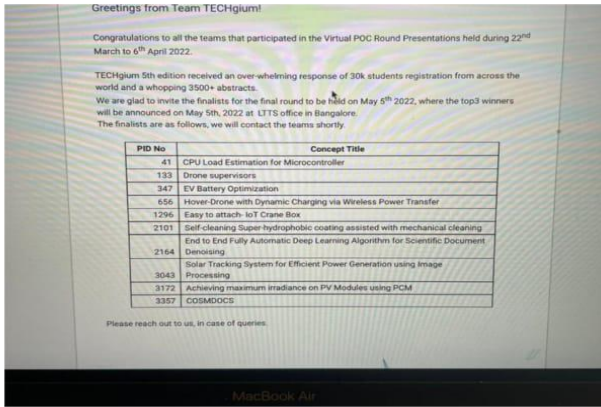 Greetings from Team TECHgium!
Congratulations to all the teams that participated in the Virtual POC Round Presentations held during 22nd
March to 6th April 2022.
TECHgium 5th edition received an over-whelming response of 30k students registration from across the
world and a whopping 3500+ abstracts.
We are glad to invite the finalists for the final round to be held on May 5th 2022, where the top3 winners
will be announced on May 5th, 2022 at LTTS office in Bangalore.
The finalists are as follows, we will contact the teams shortly.
PID No Concept Title
41 CPU Load Estimation for Microcontroller
133 Drone supervisors
347 EV Battery Optimization
656 Hover-Drone with Dynamic Charging via Wireless Power Transfer
1296 Easy to attach- IoT Crane Box
2101 Self-cleaning Super-hydrophobic coating assisted with mechanical cleaning
End to End Fully Automatic Deep Learning Algorithm for Scientific Document
2164 Denoising
Solar Tracking System for Efficient Power Generation using Image
3043 Processing
3172 Achieving maximum irradiance on PV Modules using PCM
3357 COSMDOCS
Please reach out to us, in case of queries.
MacBook Air